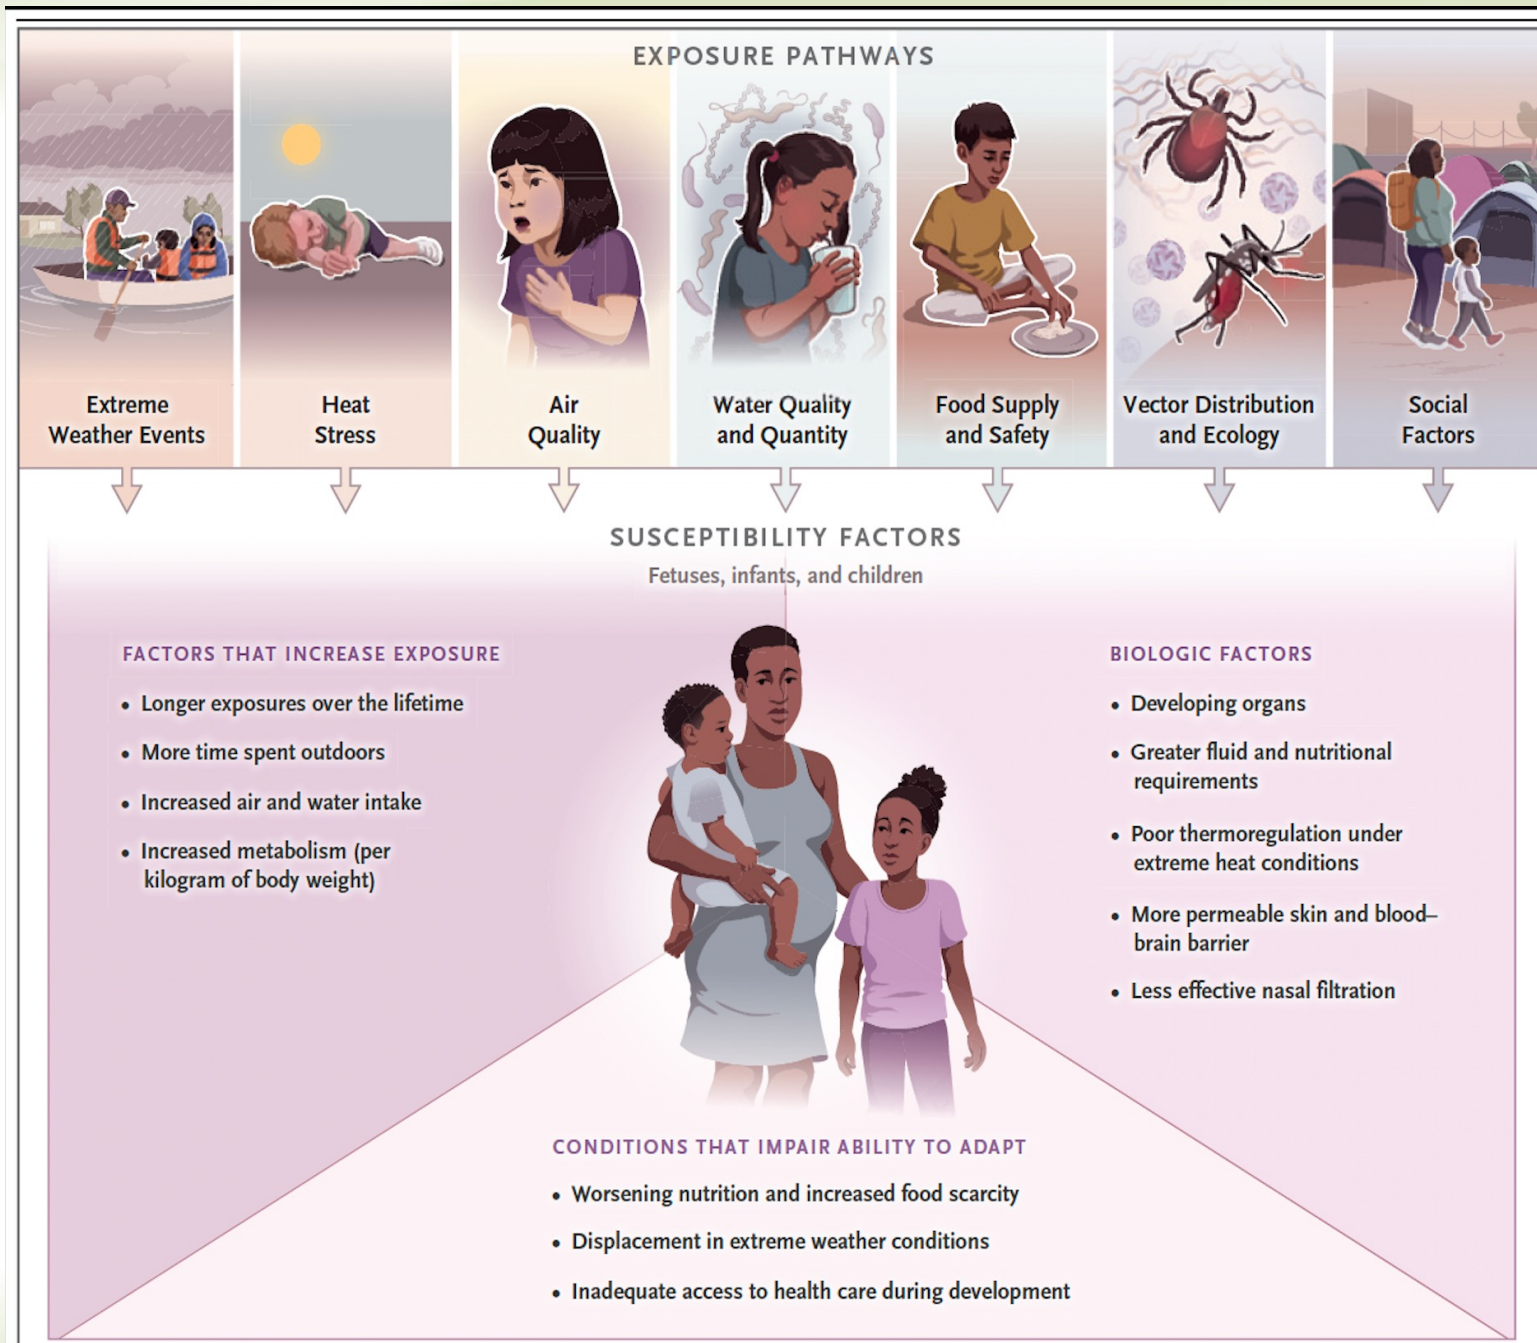 EXPOSURE PATHWAYS
Extreme
Weather Events
Heat
Stress
Air
Quality
Water Quality
and Quantity
Food Supply
and Safety
Vector Distribution
and Ecology
Social
Factors
SUSCEPTIBILITY FACTORS
Fetuses, infants, and children
FACTORS THAT INCREASE EXPOSURE
• Longer exposures over the lifetime
• More time spent outdoors
• Increased air and water intake
• Increased metabolism (per
kilogram of body weight)
BIOLOGIC FACTORS
• Developing organs
• Greater fluid and nutritional
requirements
• Poor thermoregulation under
extreme heat conditions
• More permeable skin and blood–
brain barrier
• Less effective nasal filtration
CONDITIONS THAT IMPAIR ABILITY TO ADAPT
• Worsening nutrition and increased food scarcity
• Displacement in extreme weather conditions
• Inadequate access to health care during development